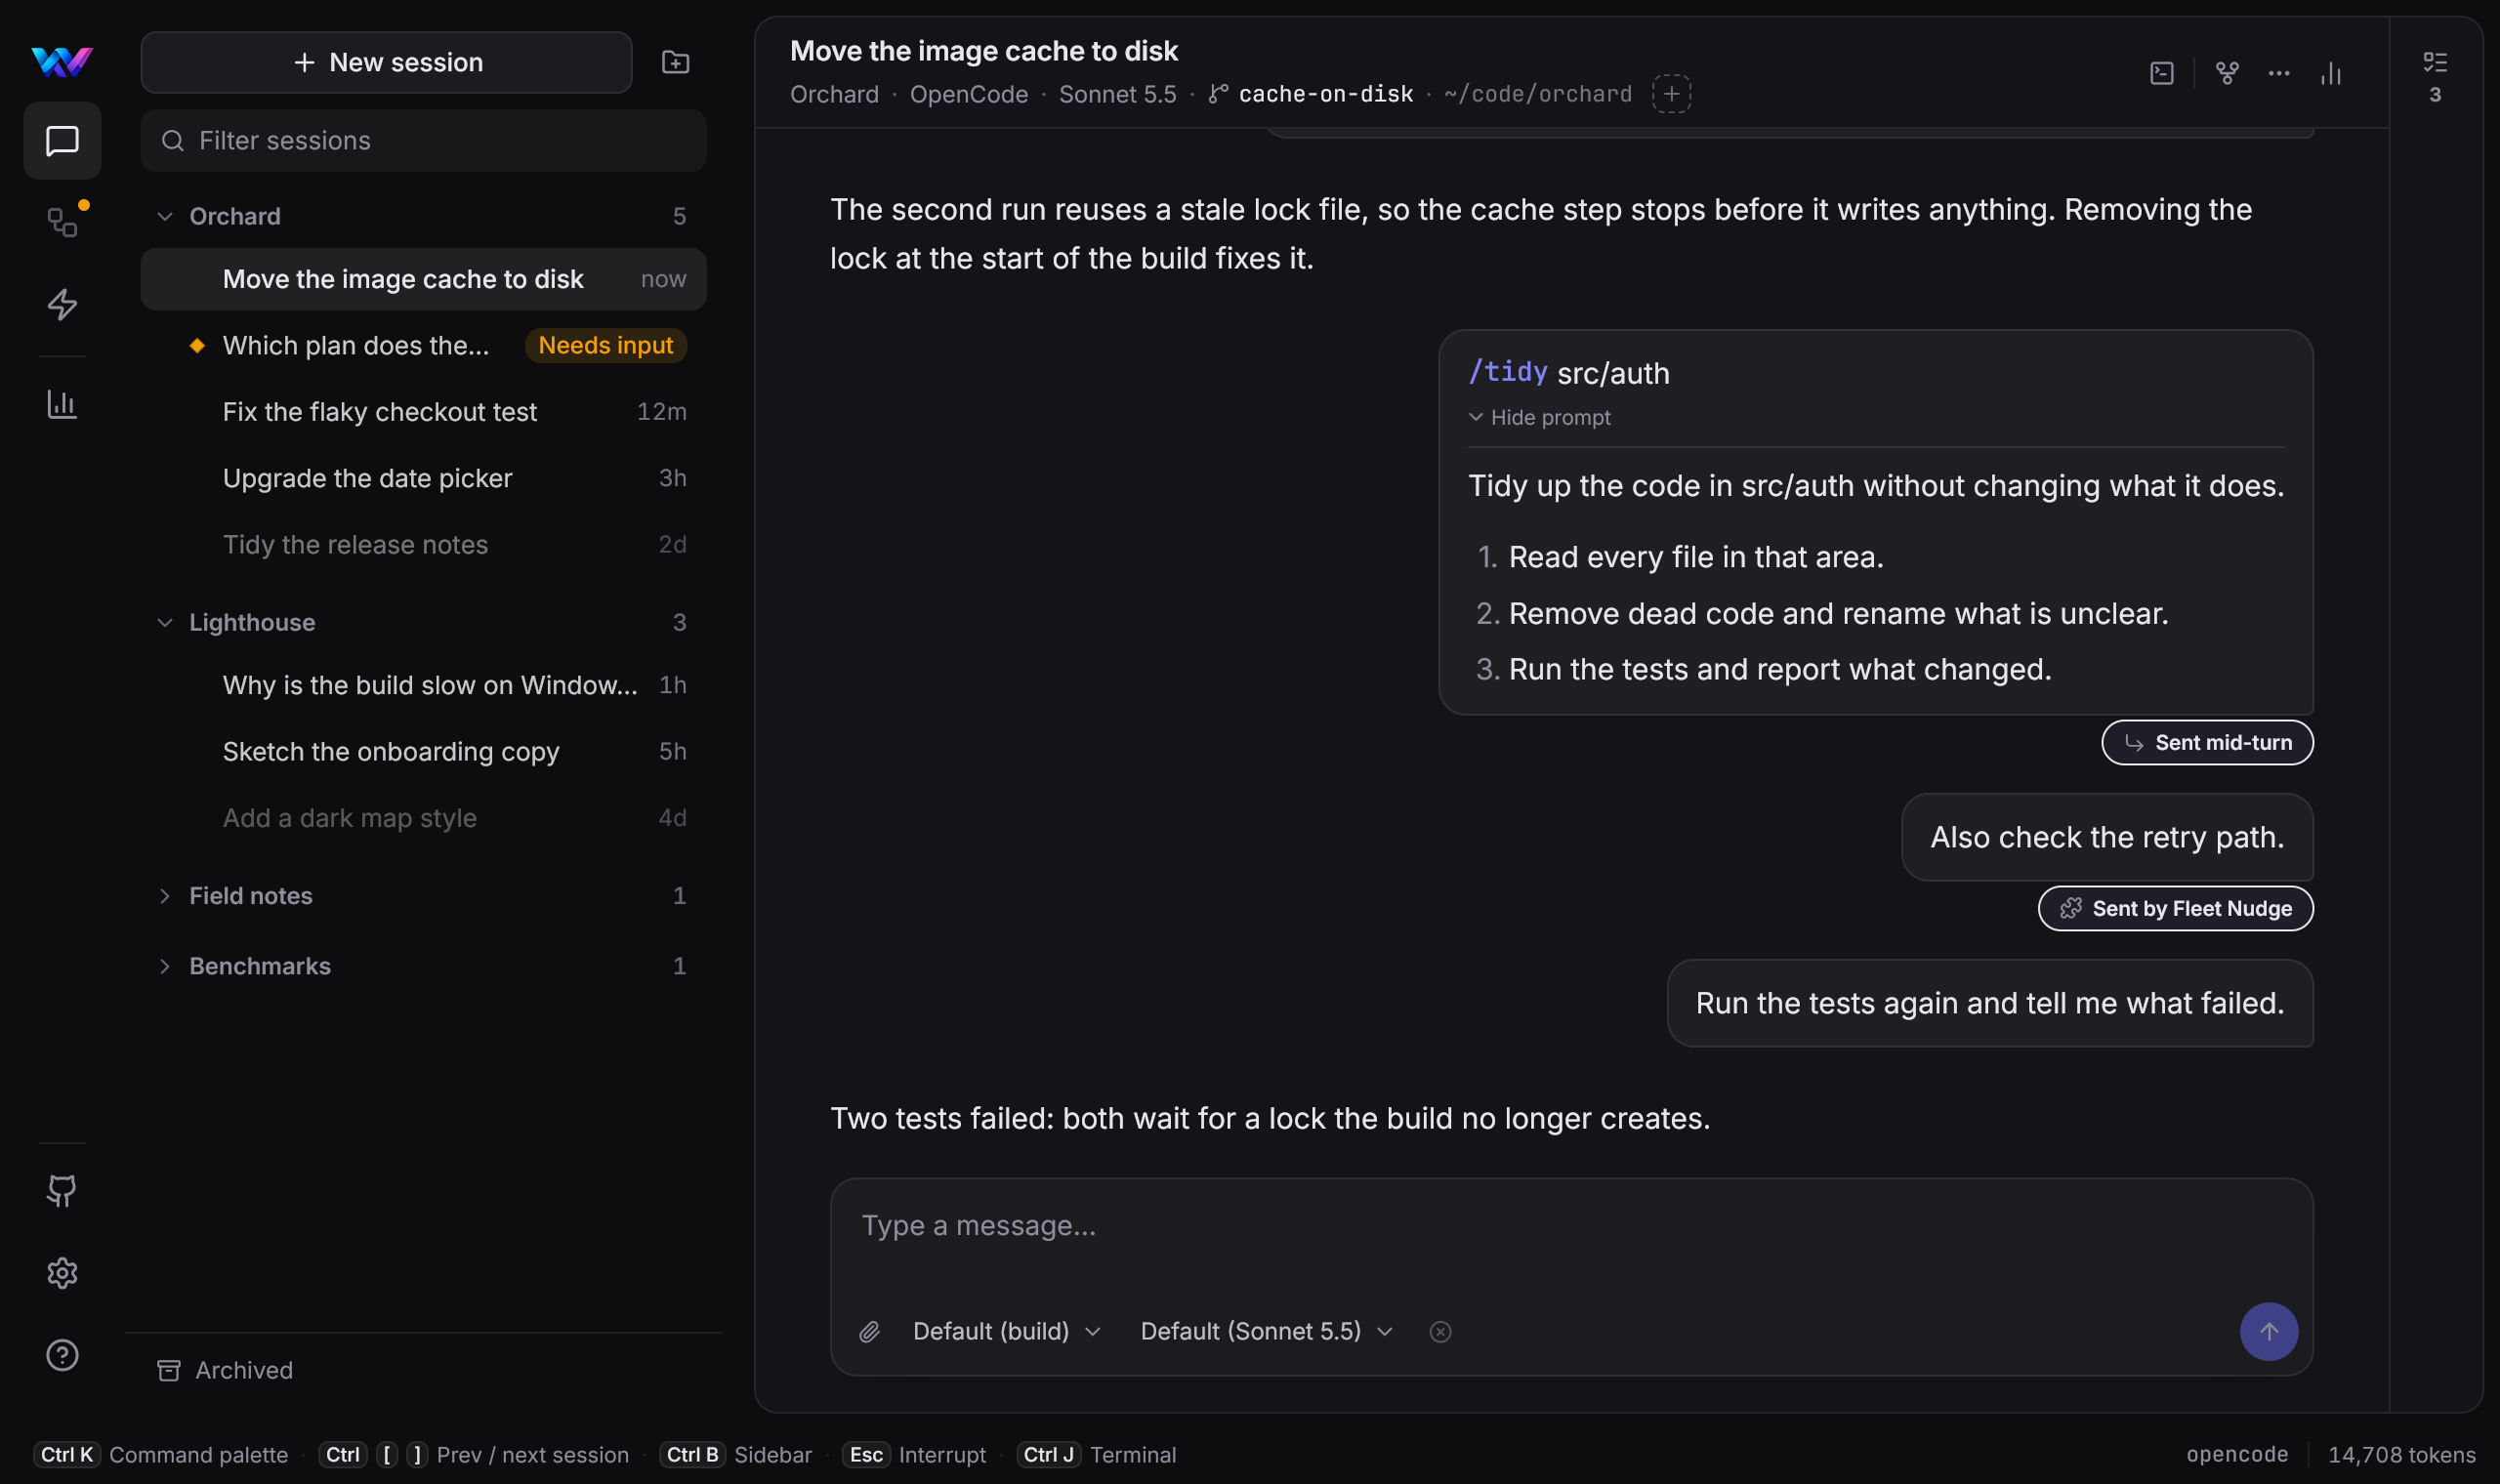 New session
Filter sessions
Orchard 5
Move the image cache to disk now
Which plan does the... Needs input
Fix the flaky checkout test 12m
Upgrade the date picker 3h
Tidy the release notes 2d
Lighthouse 3
Why is the build slow on Window... 1h
Sketch the onboarding copy 5h
Add a dark map style 4d
Field notes 1
Benchmarks 1
Archived
Move the image cache to disk
Orchard · OpenCode · Sonnet 5.5 · cache-on-disk · ~/code/orchard
3
The second run reuses a stale lock file, so the cache step stops before it writes anything. Removing the
lock at the start of the build fixes it.
/tidy src/auth
Hide prompt
Tidy up the code in src/auth without changing what it does.
1. Read every file in that area.
2. Remove dead code and rename what is unclear.
3. Run the tests and report what changed.
Sent mid-turn
Also check the retry path.
Sent by Fleet Nudge
Run the tests again and tell me what failed.
Two tests failed: both wait for a lock the build no longer creates.
Type a message...
Default (build) Default (Sonnet 5.5)
Ctrl K Command palette · Ctrl [ ] Prev / next session · Ctrl B Sidebar · Esc Interrupt · Ctrl J Terminal
opencode 14,708 tokens